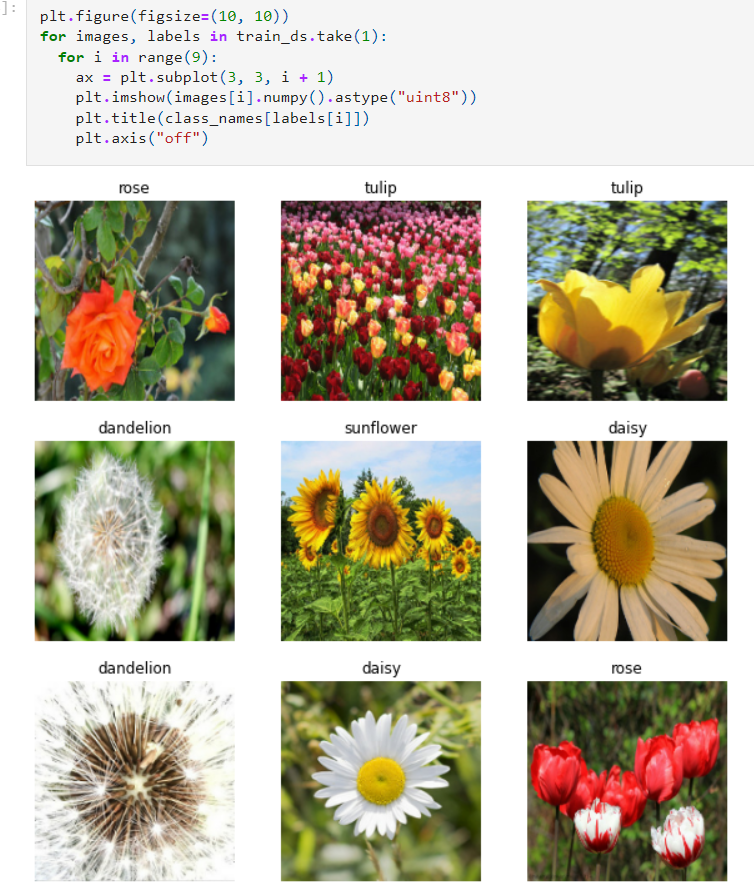 ]:
plt.figure(figsize=(10, 10))
for images, labels in train_ds.take(1):
  for i in range(9):
    ax = plt.subplot(3, 3, i + 1)
    plt.imshow(images[i].numpy().astype("uint8"))
    plt.title(class_names[labels[i]])
    plt.axis("off")
rose
tulip
tulip
dandelion
sunflower
daisy
dandelion
daisy
rose